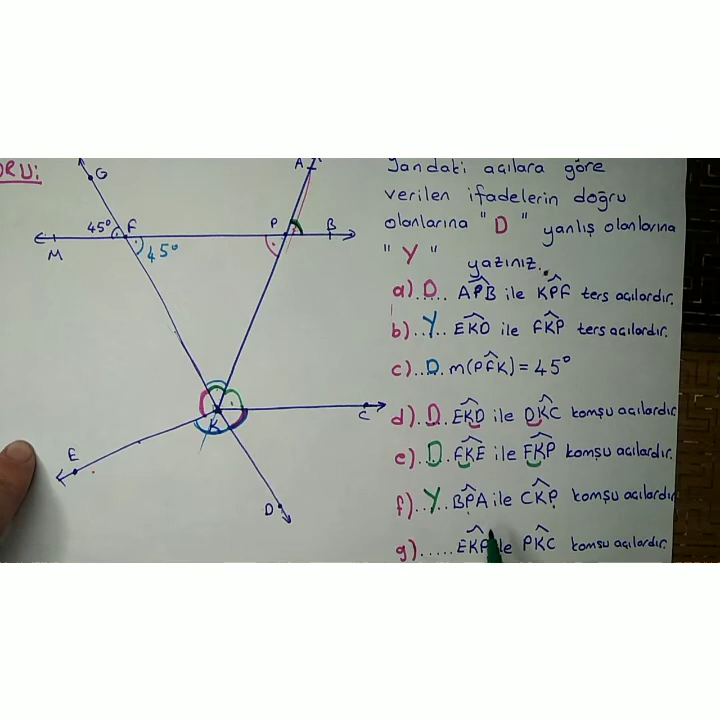 ORU:
G
A
45°
F
P
B
M
45°
K
C
E
D
Yandaki açılara göre
verilen ifadelerin doğru
olanlarına "D" yanlış olanlarına
"Y" yazınız.
a) D. APB ile KPF ters açılardır.
b) Y. EKD ile FKP ters açılardır.
c) D. m(PFK) = 45°
d) D. EKD ile DKC komşu açılardır
e) D. FKE ile FKP komşu açılardır.
f) Y. BPA ile CKP komşu açılardır
g) ..... EKP ile PKC komşu açılardır.